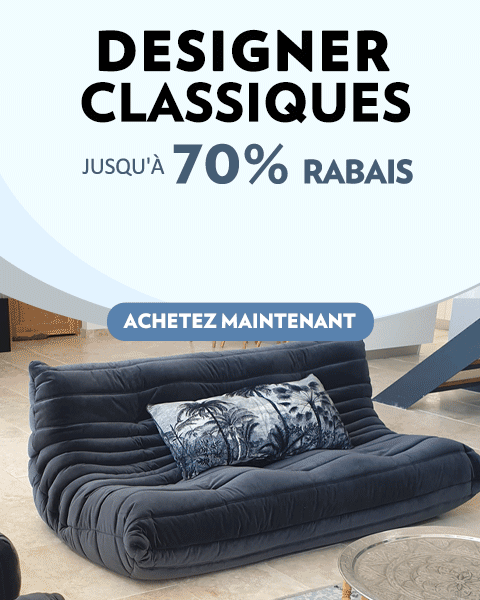 DESIGNER
CLASSIQUES
JUSQU'À 70% RABAIS
ACHETEZ MAINTENANT